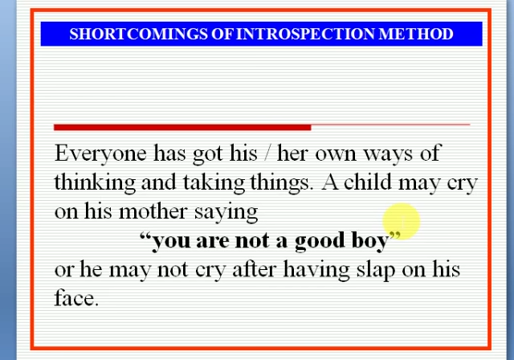 SHORTCOMINGS OF INTROSPECTION METHOD
Everyone has got his / her own ways of
thinking and taking things. A child may cry
on his mother saying
“you are not a good boy”
or he may not cry after having slap on his
face.